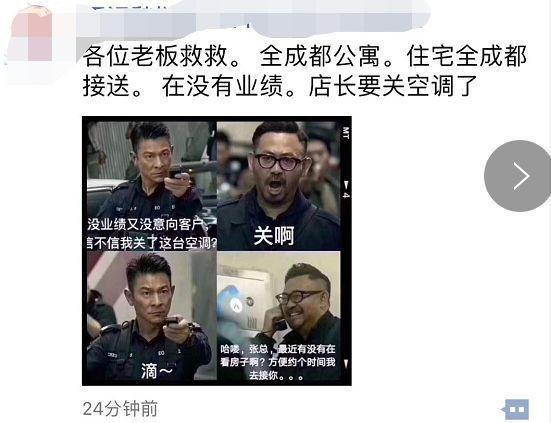 各位老板救救。 全成都公寓。住宅全成都
接送。 在没有业绩。店长要关空调了
没业绩又没意向客户，
信不信我关了这台空调?
关啊
MT
4
滴～
哈喽，张总，最近有没有在
看房子啊? 方便约个时间我
去接你。。。
24分钟前